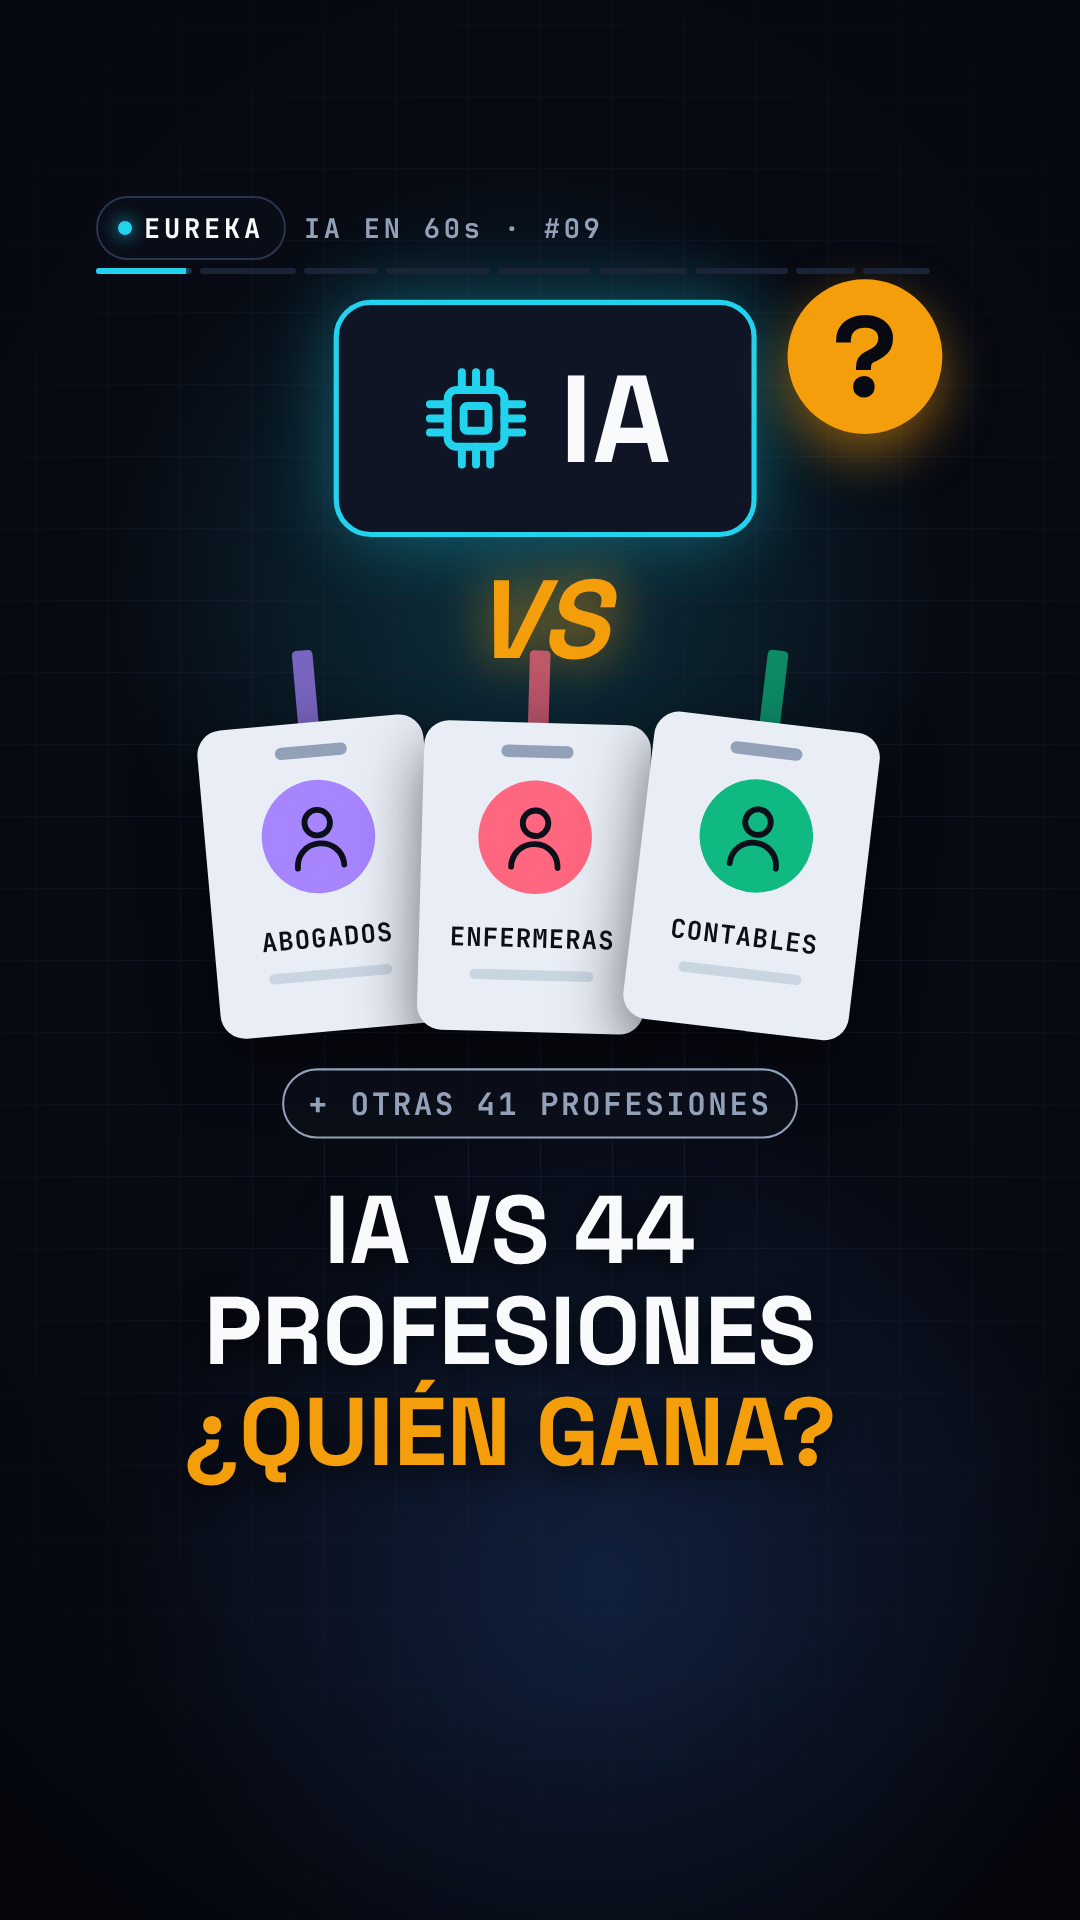 EUREKA IA EN 60s · #09
?
IA
VS
ABOGADOS
ENFERMERAS
CONTABLES
+ OTRAS 41 PROFESIONES
IA VS 44
PROFESIONES
¿QUIÉN GANA?